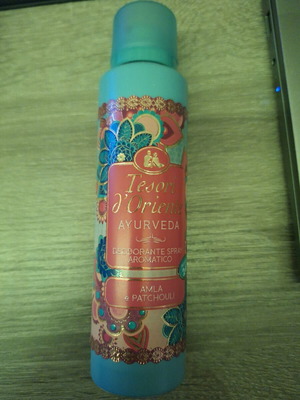 Tesori
d'Oriente
AYURVEDA
DEODORANTE SPRAY
AROMATICO
AMLA
e PATCHOULI